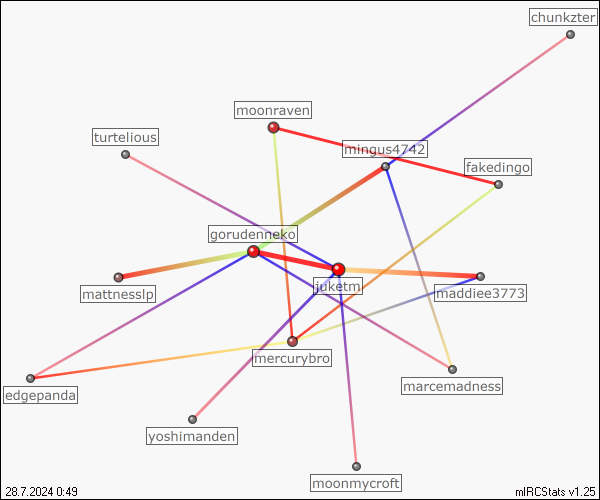 chunkzter
moonraven
turtelious
mingus4742
fakedingo
gorudenneko
juketm
mattnesslp
maddiee3773
mercurybro
marcemadness
edgepanda
yoshimanden
moonmycroft
28.7.2024 0:49
mIRCStats v1.25